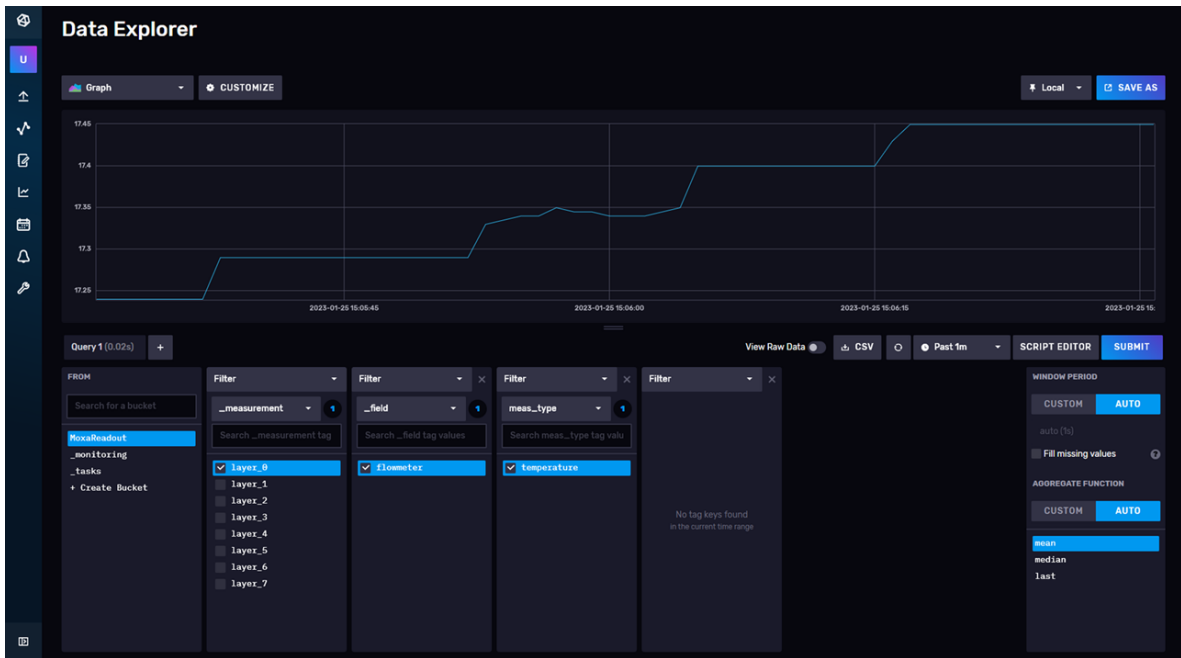 Data Explorer
U
Graph
CUSTOMIZE
Local
SAVE AS
17.45
17.4
17.35
17.3
17.25
2023-01-25 15:05:45
2023-01-25 15:06:00
2023-01-25 15:06:15
2023-01-25 15:
Query 1 (0.02s)
+
View Raw Data
CSV
Past 1m
SCRIPT EDITOR
SUBMIT
FROM
Search for a bucket
MoxaReadout
_monitoring
_tasks
+ Create Bucket
Filter
_measurement
1
Search _measurement tag
layer_0
layer_1
layer_2
layer_3
layer_4
layer_5
layer_6
layer_7
Filter
_field
1
Search _field tag values
flowmeter
Filter
meas_type
1
Search meas_type tag valu
temperature
Filter
No tag keys found
in the current time range
WINDOW PERIOD
CUSTOM
AUTO
auto (1s)
Fill missing values
?
AGGREGATE FUNCTION
CUSTOM
AUTO
mean
median
last